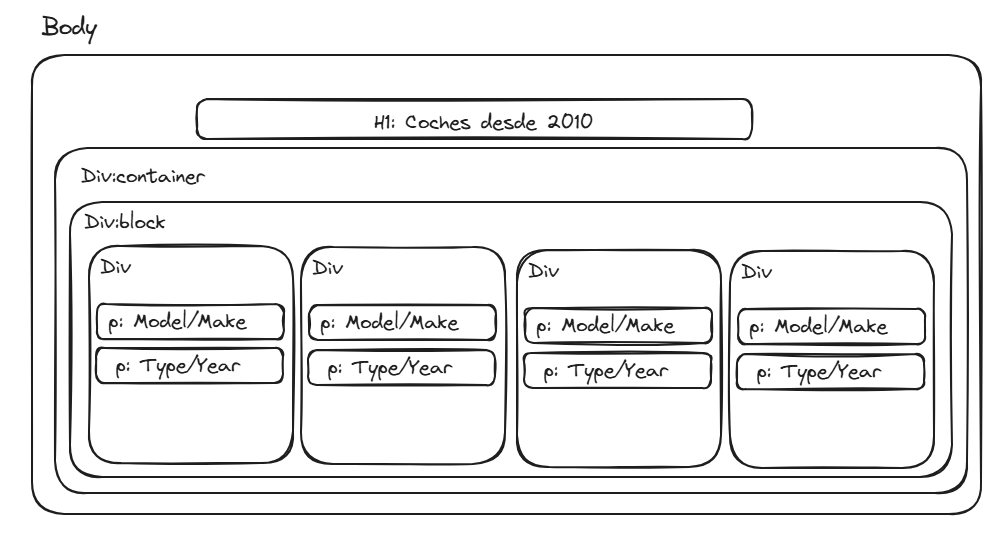 Body
H1: Coches desde 2010
Div:container
Div:block
Div
p: Model/Make
p: Type/Year
Div
p: Model/Make
p: Type/Year
Div
p: Model/Make
p: Type/Year
Div
p: Model/Make
p: Type/Year